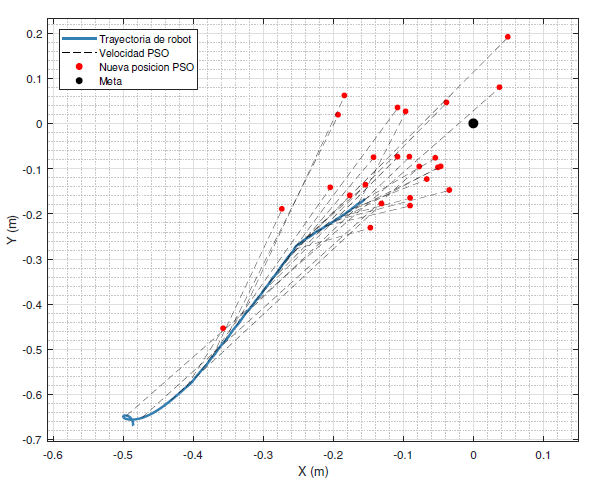 Trayectoria de robot
Velocidad PSO
Nueva posicion PSO
Meta
0.2
0.1
0
-0.1
-0.2
-0.3
-0.4
-0.5
-0.6
-0.7
Y (m)
-0.6 -0.5 -0.4 -0.3 -0.2 -0.1 0 0.1
X (m)